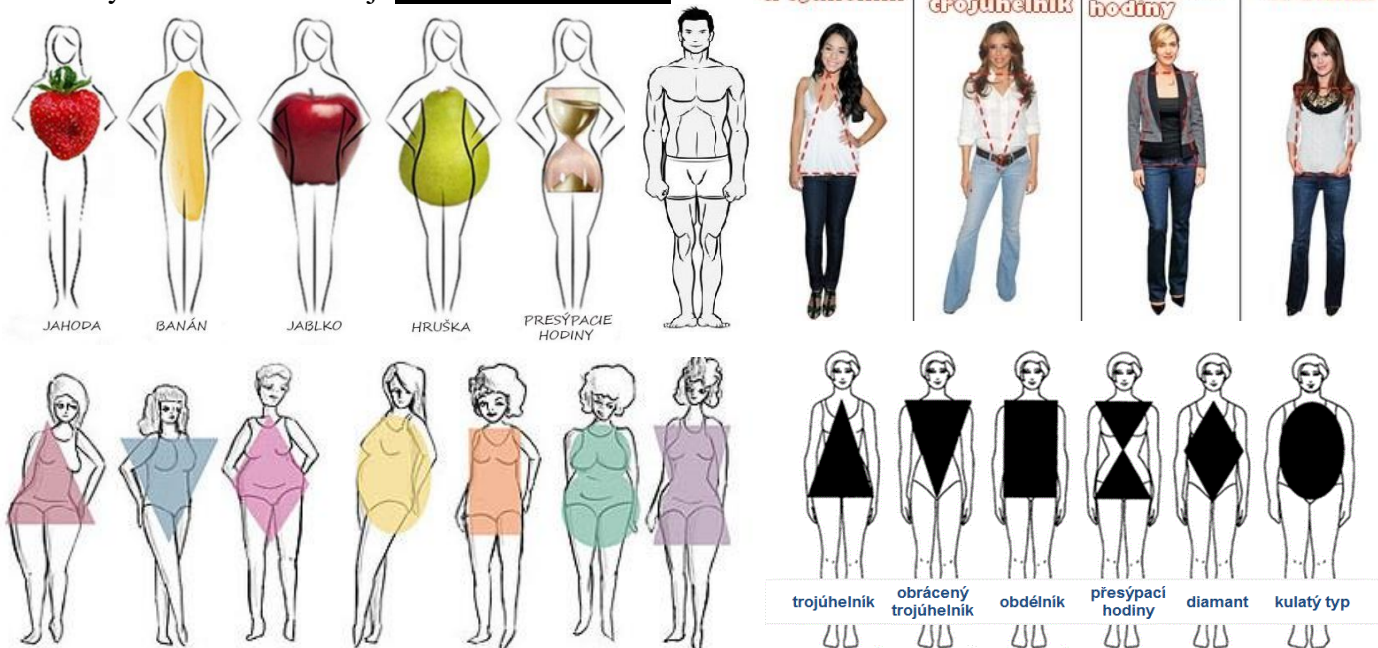 trojúhelník
hodiny
JAHODA
BANÁN
JABLKO
HRUŠKA
PRESÝPACIE
HODINY
trojúhelník
obrácený
trojúhelník
obdélník
přesýpací
hodiny
diamant
kulatý typ